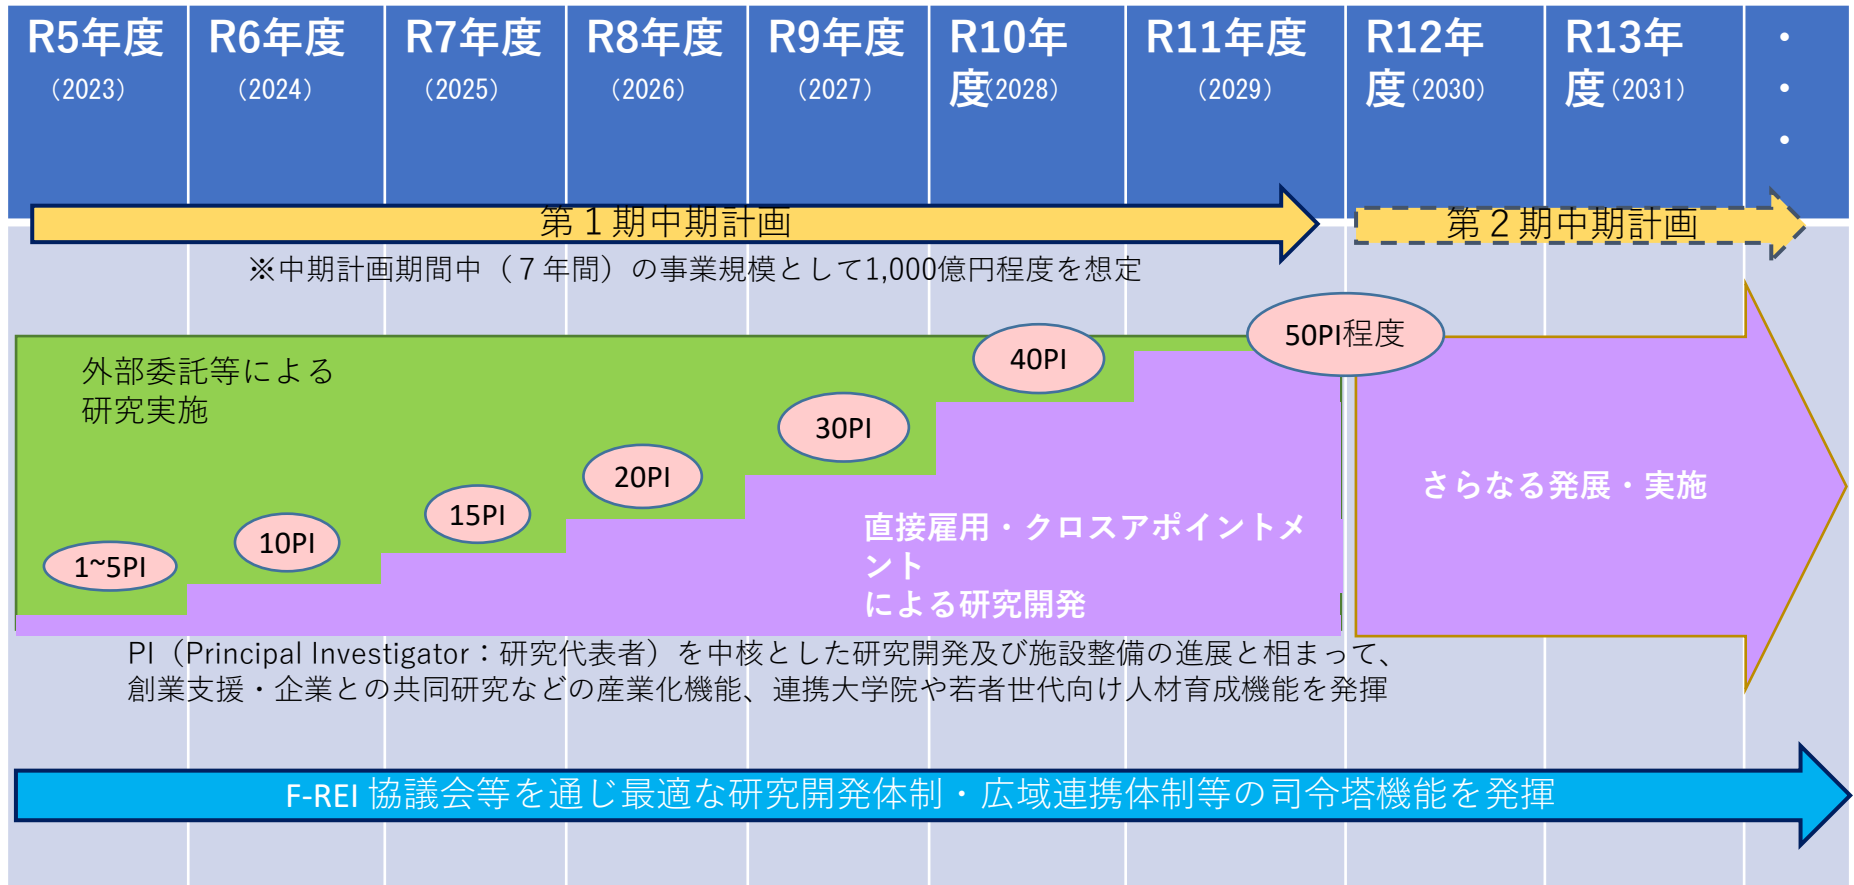 R5年度
（2023）
R6年度
（2024）
R7年度
（2025）
R8年度
（2026）
R9年度
（2027）
R10年
度（2028）
R11年度
（2029）
R12年
度（2030）
R13年
度（2031）
・
・
・
第１期中期計画
第２期中期計画
※中期計画期間中（７年間）の事業規模として1,000億円程度を想定
外部委託等による
研究実施
1~5PI
10PI
15PI
20PI
30PI
40PI
50PI程度
直接雇用・クロスアポイントメ
ント
による研究開発
さらなる発展・実施
PI（Principal Investigator：研究代表者）を中核とした研究開発及び施設整備の進展と相まって、
創業支援・企業との共同研究などの産業化機能、連携大学院や若者世代向け人材育成機能を発揮
F-REI 協議会等を通じ最適な研究開発体制・広域連携体制等の司令塔機能を発揮